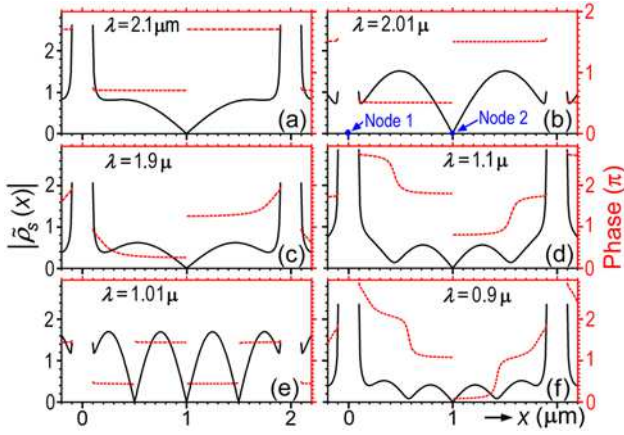 2 λ=2.1μm λ=2.01μ 2
1 1
0 (a) Node 1 Node 2 (b) 0
2 λ=1.9μ λ=1.1μ 2
1 1
0 (c) (d) 0
2 λ=1.01μ λ=0.9μ 2
1 1
0 (e) (f) 0
0 1 2 0 1 x (μm)
|ρ̃s(x)|
Phase (π)